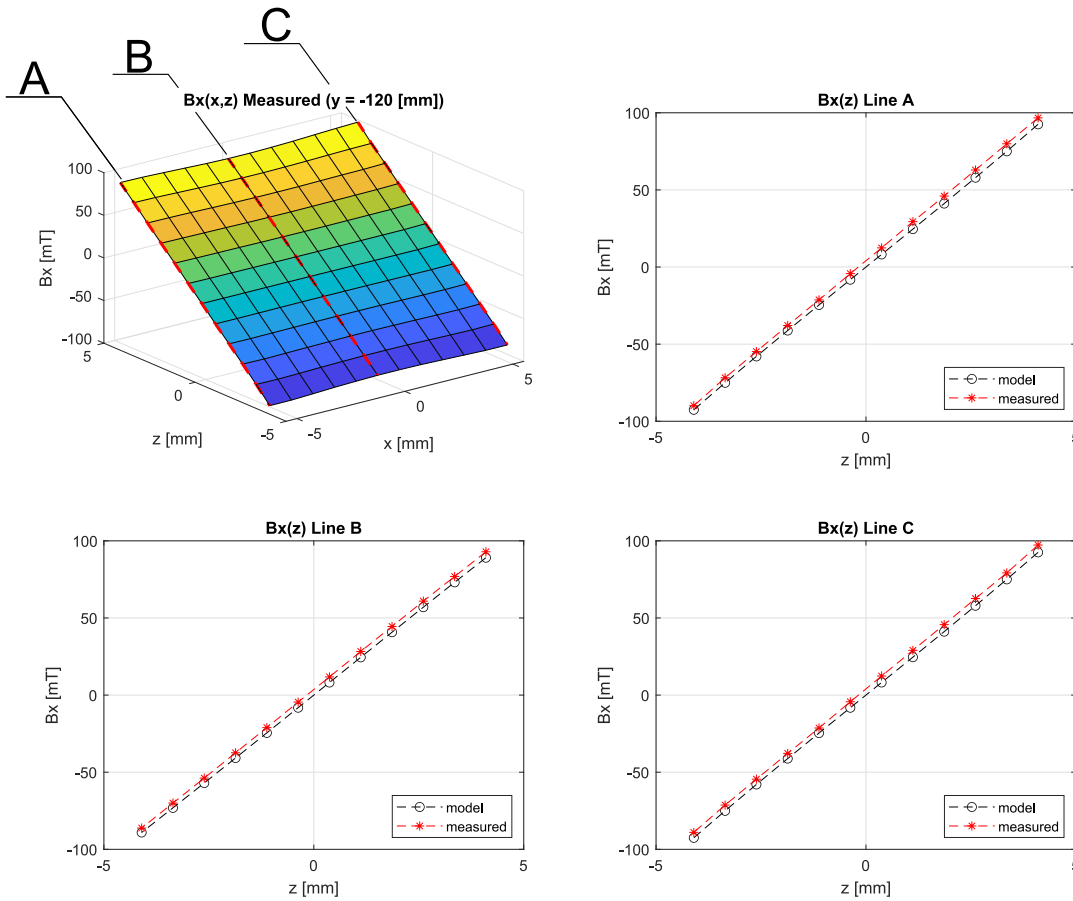 A
B
C
Bx(x,z) Measured (y = -120 [mm])
Bx [mT]
100
50
0
-50
-100
5
0
-5
z [mm]
-5
0
5
x [mm]
Bx(z) Line A
Bx [mT]
100
50
0
-50
-100
-5
0
5
z [mm]
model
measured
Bx(z) Line B
Bx [mT]
100
50
0
-50
-100
-5
0
5
z [mm]
model
measured
Bx(z) Line C
Bx [mT]
100
50
0
-50
-100
-5
0
5
z [mm]
model
measured